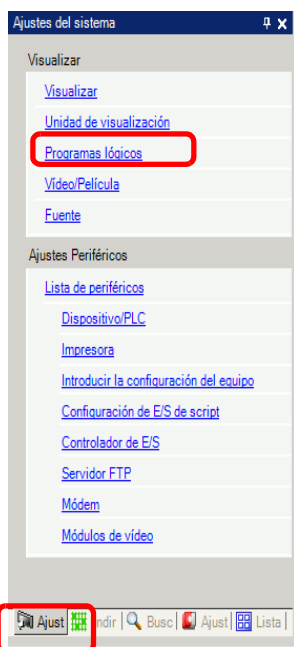 Ajustes del sistema
Visualizar
Visualizar
Unidad de visualización
Programas lógicos
Vídeo/Película
Fuente
Ajustes Periféricos
Lista de periféricos
Dispositivo/PLC
Impresora
Introducir la configuración del equipo
Configuración de E/S de script
Controlador de E/S
Servidor FTP
Módem
Módulos de vídeo
Ajust ndir Busc Ajust Lista